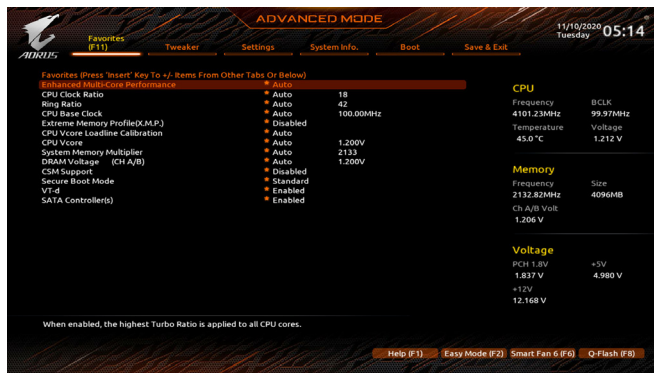 ADVANCED MODE
11/10/2020 Tuesday 05:14
AORUS
Favorites (F11) Tweaker Settings System Info. Boot Save & Exit
Favorites (Press 'Insert' Key To +/- Items From Other Tabs Or Below)
Enhanced Multi-Core Performance * Auto
CPU Clock Ratio * Auto 18
Ring Ratio * Auto 42
CPU Base Clock * Auto 100.00MHz
Extreme Memory Profile(X.M.P.) * Disabled
CPU Vcore Loadline Calibration * Auto
CPU Vcore * Auto 1.200V
System Memory Multiplier * Auto 2133
DRAM Voltage (CH A/B) * Auto 1.200V
CSM Support * Disabled
Secure Boot Mode * Standard
VT-d * Enabled
SATA Controller(s) * Enabled
CPU
Frequency BCLK
4101.23MHz 99.97MHz
Temperature Voltage
45.0 °C 1.212 V
Memory
Frequency Size
2132.82MHz 4096MB
Ch A/B Volt
1.206 V
Voltage
PCH 1.8V +5V
1.837 V 4.980 V
+12V
12.168 V
When enabled, the highest Turbo Ratio is applied to all CPU cores.
Help (F1) Easy Mode (F2) Smart Fan 6 (F6) Q-Flash (F8)